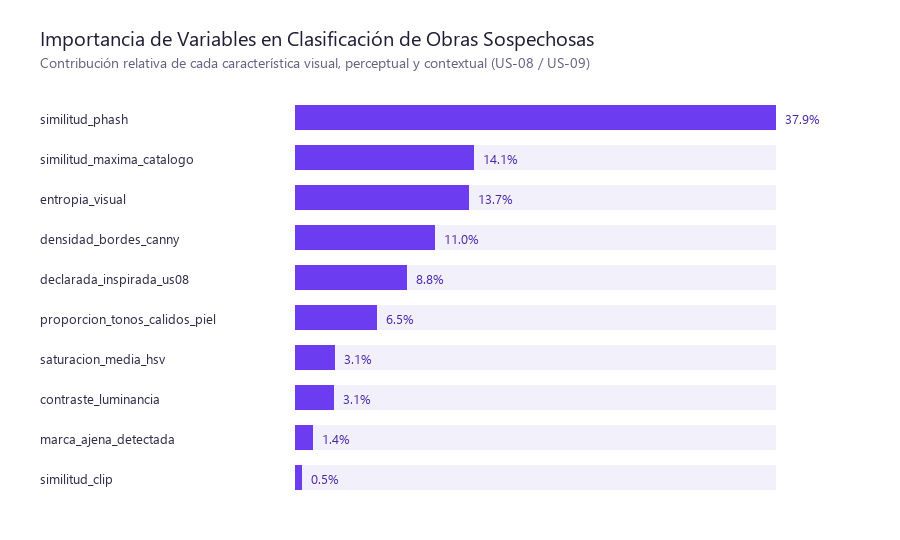 Importancia de Variables en Clasificación de Obras Sospechosas
Contribución relativa de cada característica visual, perceptual y contextual (US-08 / US-09)
similitud_phash 37.9%
similitud_maxima_catalogo 14.1%
entropia_visual 13.7%
densidad_bordes_canny 11.0%
declarada_inspirada_us08 8.8%
proporcion_tonos_calidos_piel 6.5%
saturacion_media_hsv 3.1%
contraste_luminancia 3.1%
marca_ajena_detectada 1.4%
similitud_clip 0.5%